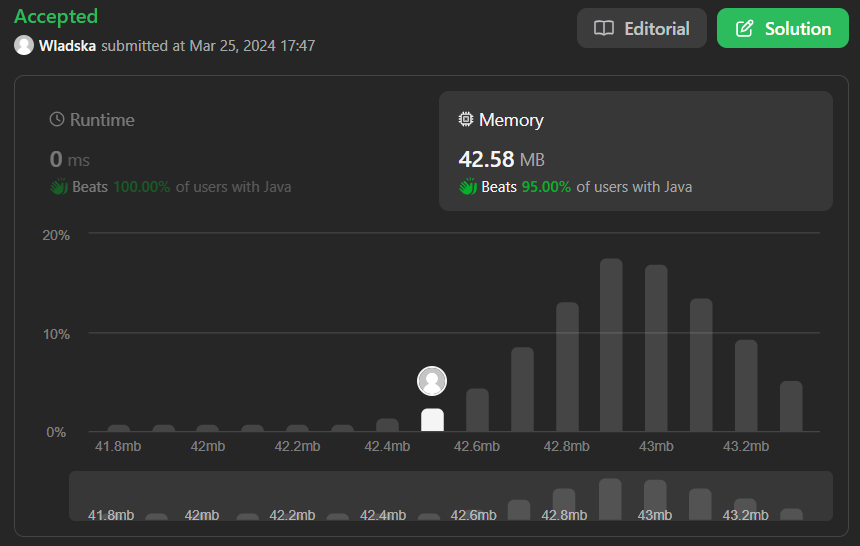 Accepted
Editorial
Solution
Wladska submitted at Mar 25, 2024 17:47
Runtime
0 ms
Beats 100.00% of users with Java
Memory
42.58 MB
Beats 95.00% of users with Java
20%
10%
0%
41.8mb 42mb 42.2mb 42.4mb 42.6mb 42.8mb 43mb 43.2mb
41.8mb 42mb 42.2mb 42.4mb 42.6mb 42.8mb 43mb 43.2mb